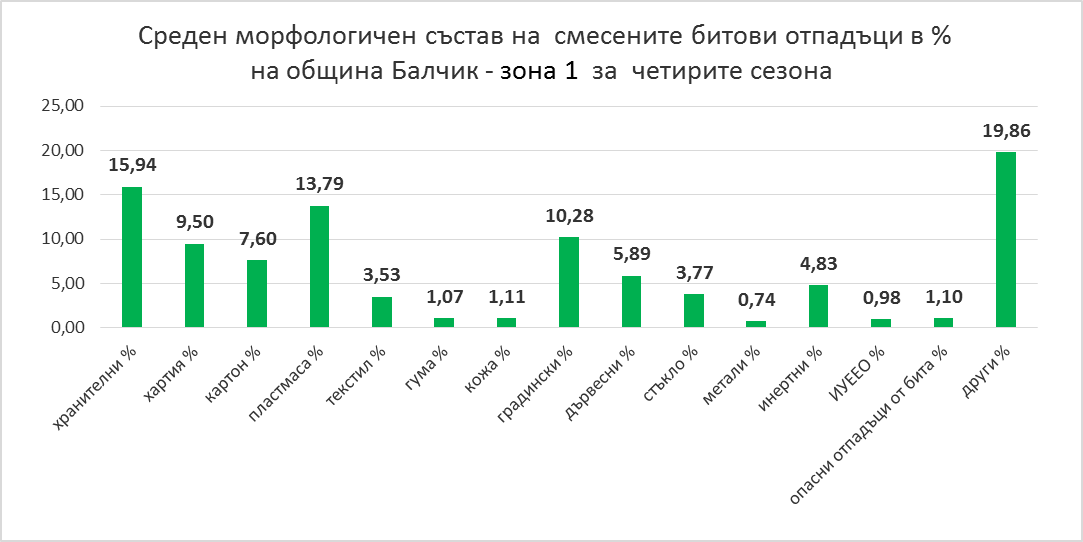 Среден морфологичен състав на смесените битови отпадъци в %
на община Балчик - зона 1 за четирите сезона
25,00
20,00
15,00
10,00
5,00
0,00
15,94
9,50
7,60
13,79
3,53
1,07
1,11
10,28
5,89
3,77
0,74
4,83
0,98
1,10
19,86
хранителни %
хартия %
картон %
пластмаса %
текстил %
гума %
кожа %
градински %
дървесни %
стъкло %
метали %
инертни %
ИУЕЕО %
опасни отпадъци от бита %
други %